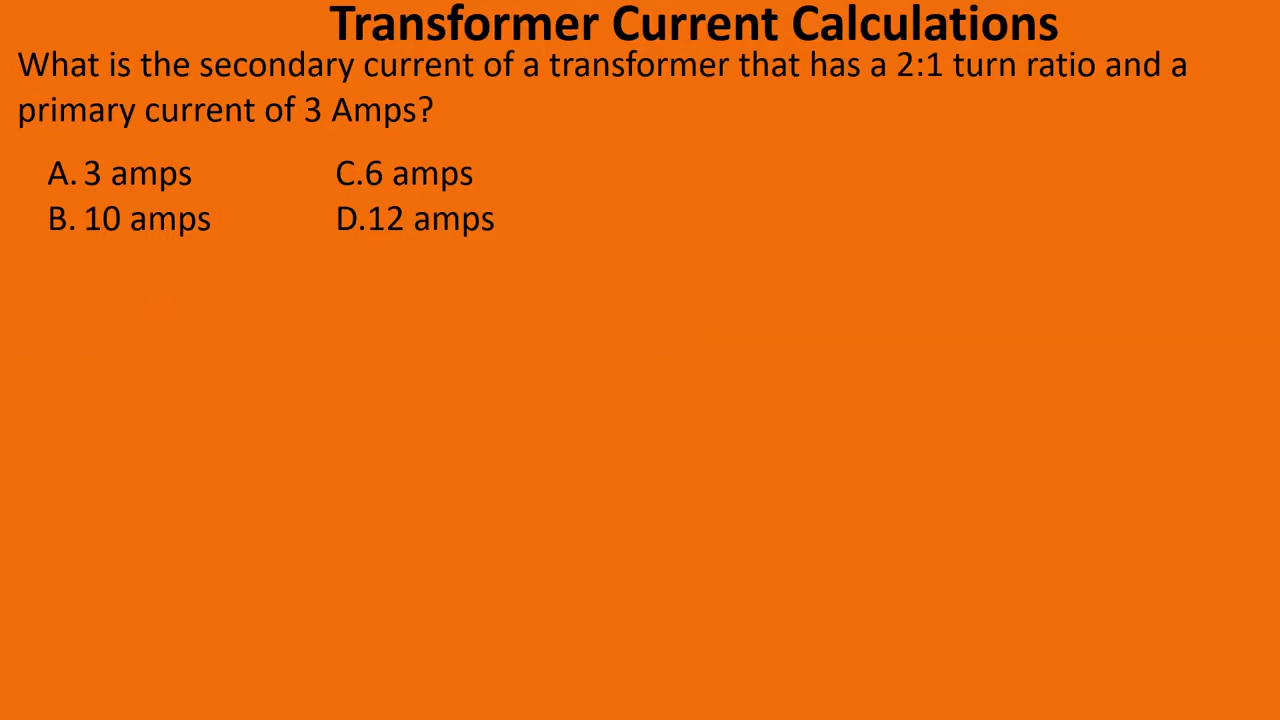 Transformer Current Calculations
What is the secondary current of a transformer that has a 2:1 turn ratio and a
primary current of 3 Amps?
A. 3 amps C.6 amps
B. 10 amps D.12 amps